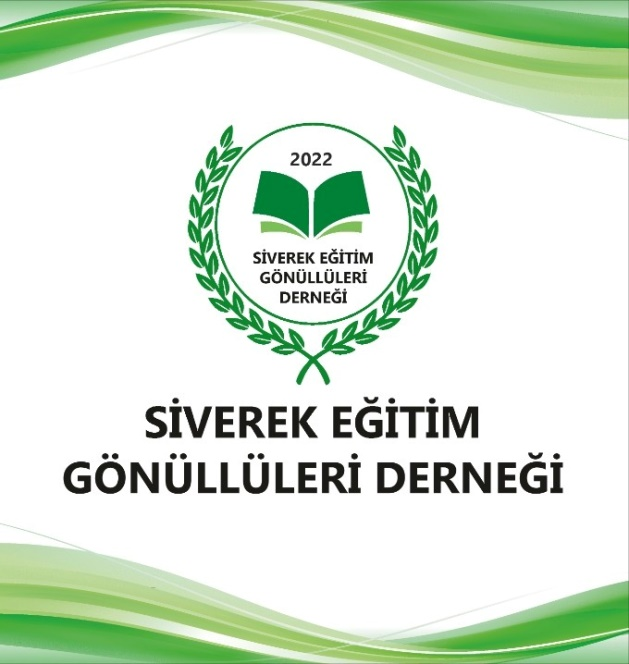 2022
SİVEREK EĞİTİM
GÖNÜLLÜLERİ
DERNEĞİ
SİVEREK EĞİTİM
GÖNÜLLÜLERİ DERNEĞİ